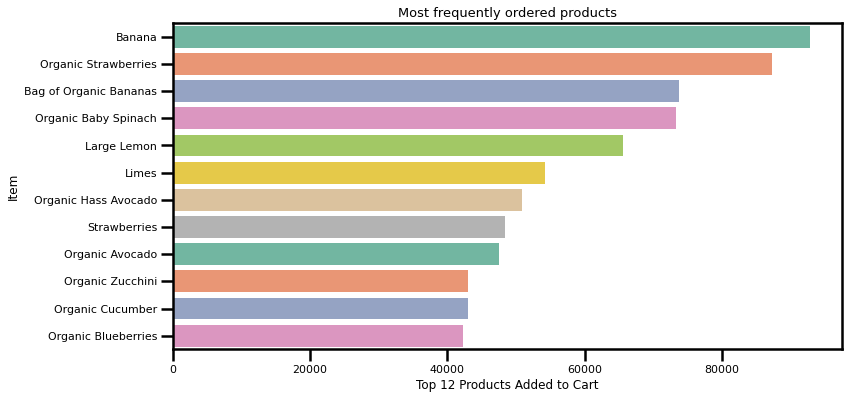 Most frequently ordered products
Item
Banana
Organic Strawberries
Bag of Organic Bananas
Organic Baby Spinach
Large Lemon
Limes
Organic Hass Avocado
Strawberries
Organic Avocado
Organic Zucchini
Organic Cucumber
Organic Blueberries
0 20000 40000 60000 80000
Top 12 Products Added to Cart